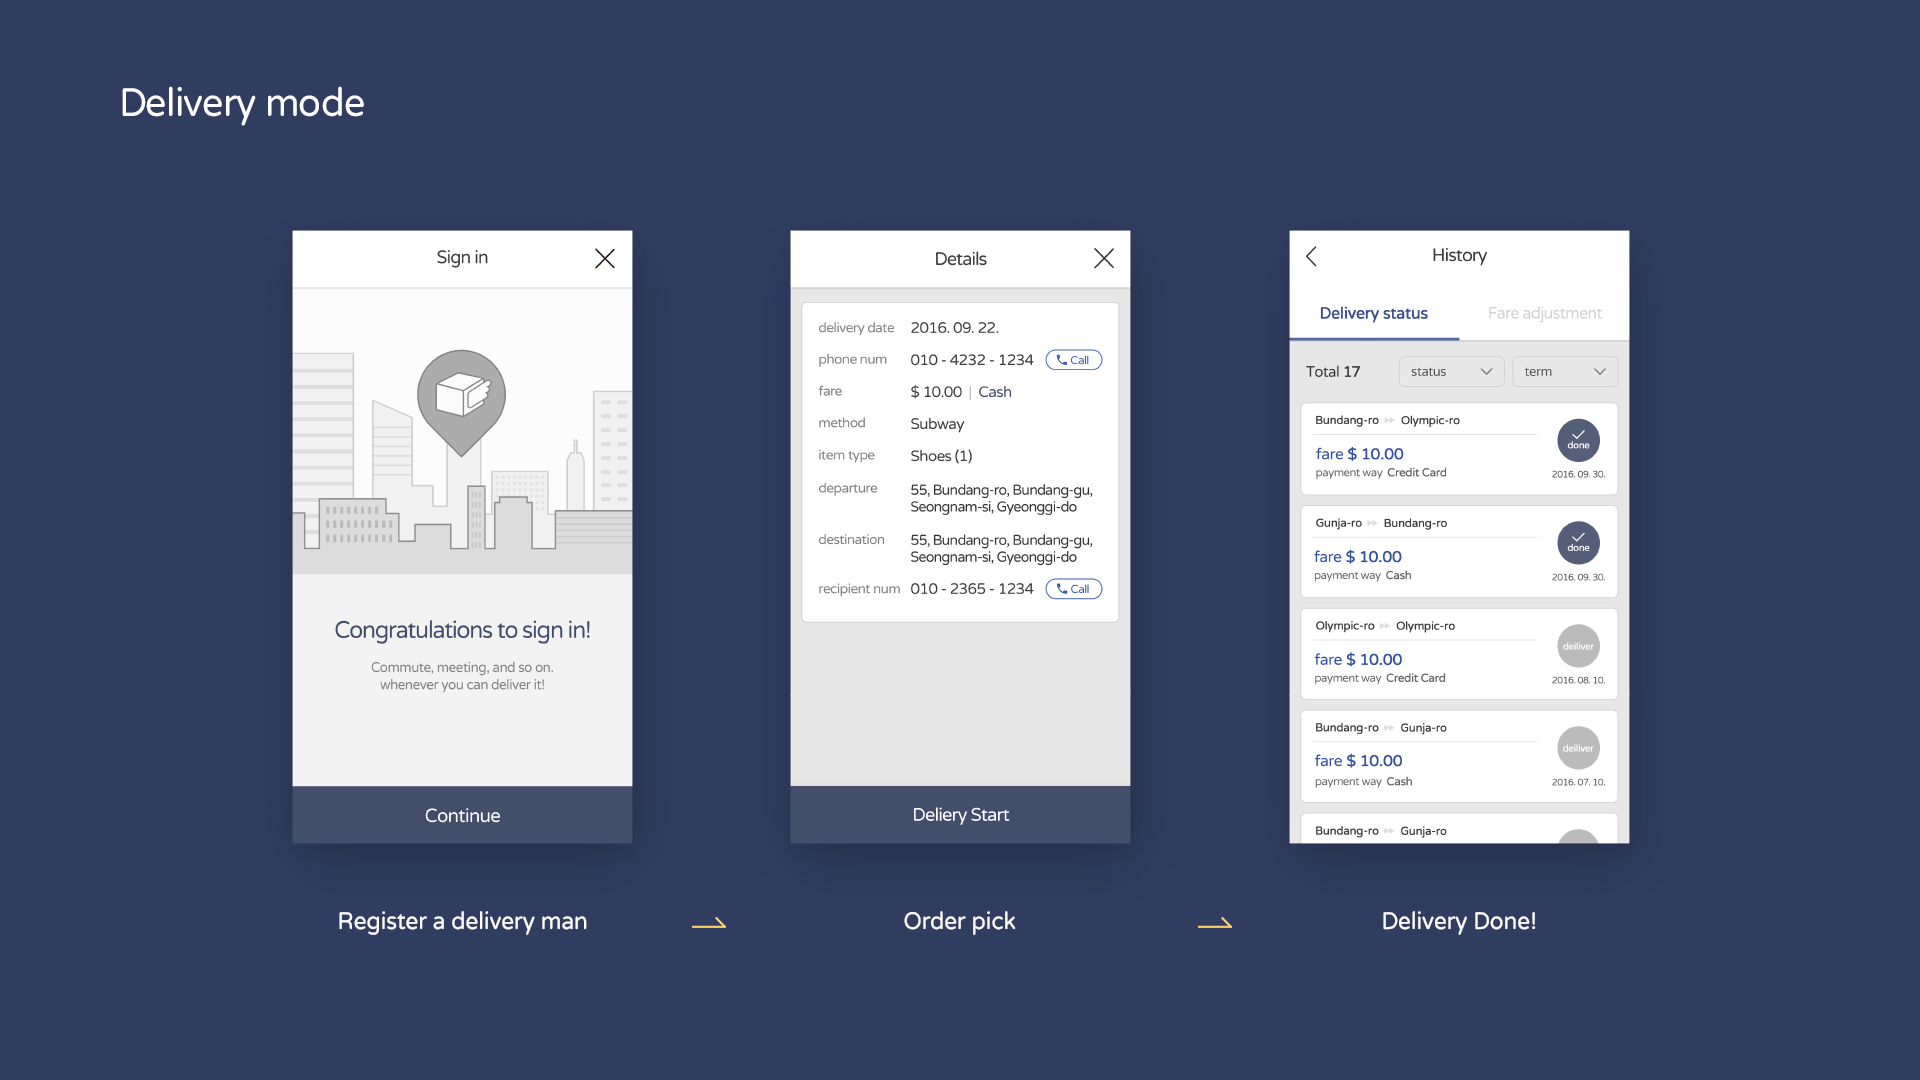 Delivery mode
Sign in
Congratulations to sign in!
Commute, meeting, and so on.
whenever you can deliver it!
Continue
Register a delivery man
Details
delivery date 2016. 09. 22.
phone num 010 - 4232 - 1234 Call
fare $ 10.00 | Cash
method Subway
item type Shoes (1)
departure 55, Bundang-ro, Bundang-gu,
Seongnam-si, Gyeonggi-do
destination 55, Bundang-ro, Bundang-gu,
Seongnam-si, Gyeonggi-do
recipient num 010 - 2365 - 1234 Call
Deliery Start
Order pick
History
Delivery status Fare adjustment
Total 17 status term
Bundang-ro Olympic-ro
fare $ 10.00
payment way Credit Card
done
2016. 09. 30.
Gunja-ro Bundang-ro
fare $ 10.00
payment way Cash
done
2016. 09. 30.
Olympic-ro Olympic-ro
fare $ 10.00
payment way Credit Card
deiliver
2016. 08. 10.
Bundang-ro Gunja-ro
fare $ 10.00
payment way Cash
deiliver
2016. 07. 10.
Bundang-ro Gunja-ro
Delivery Done!